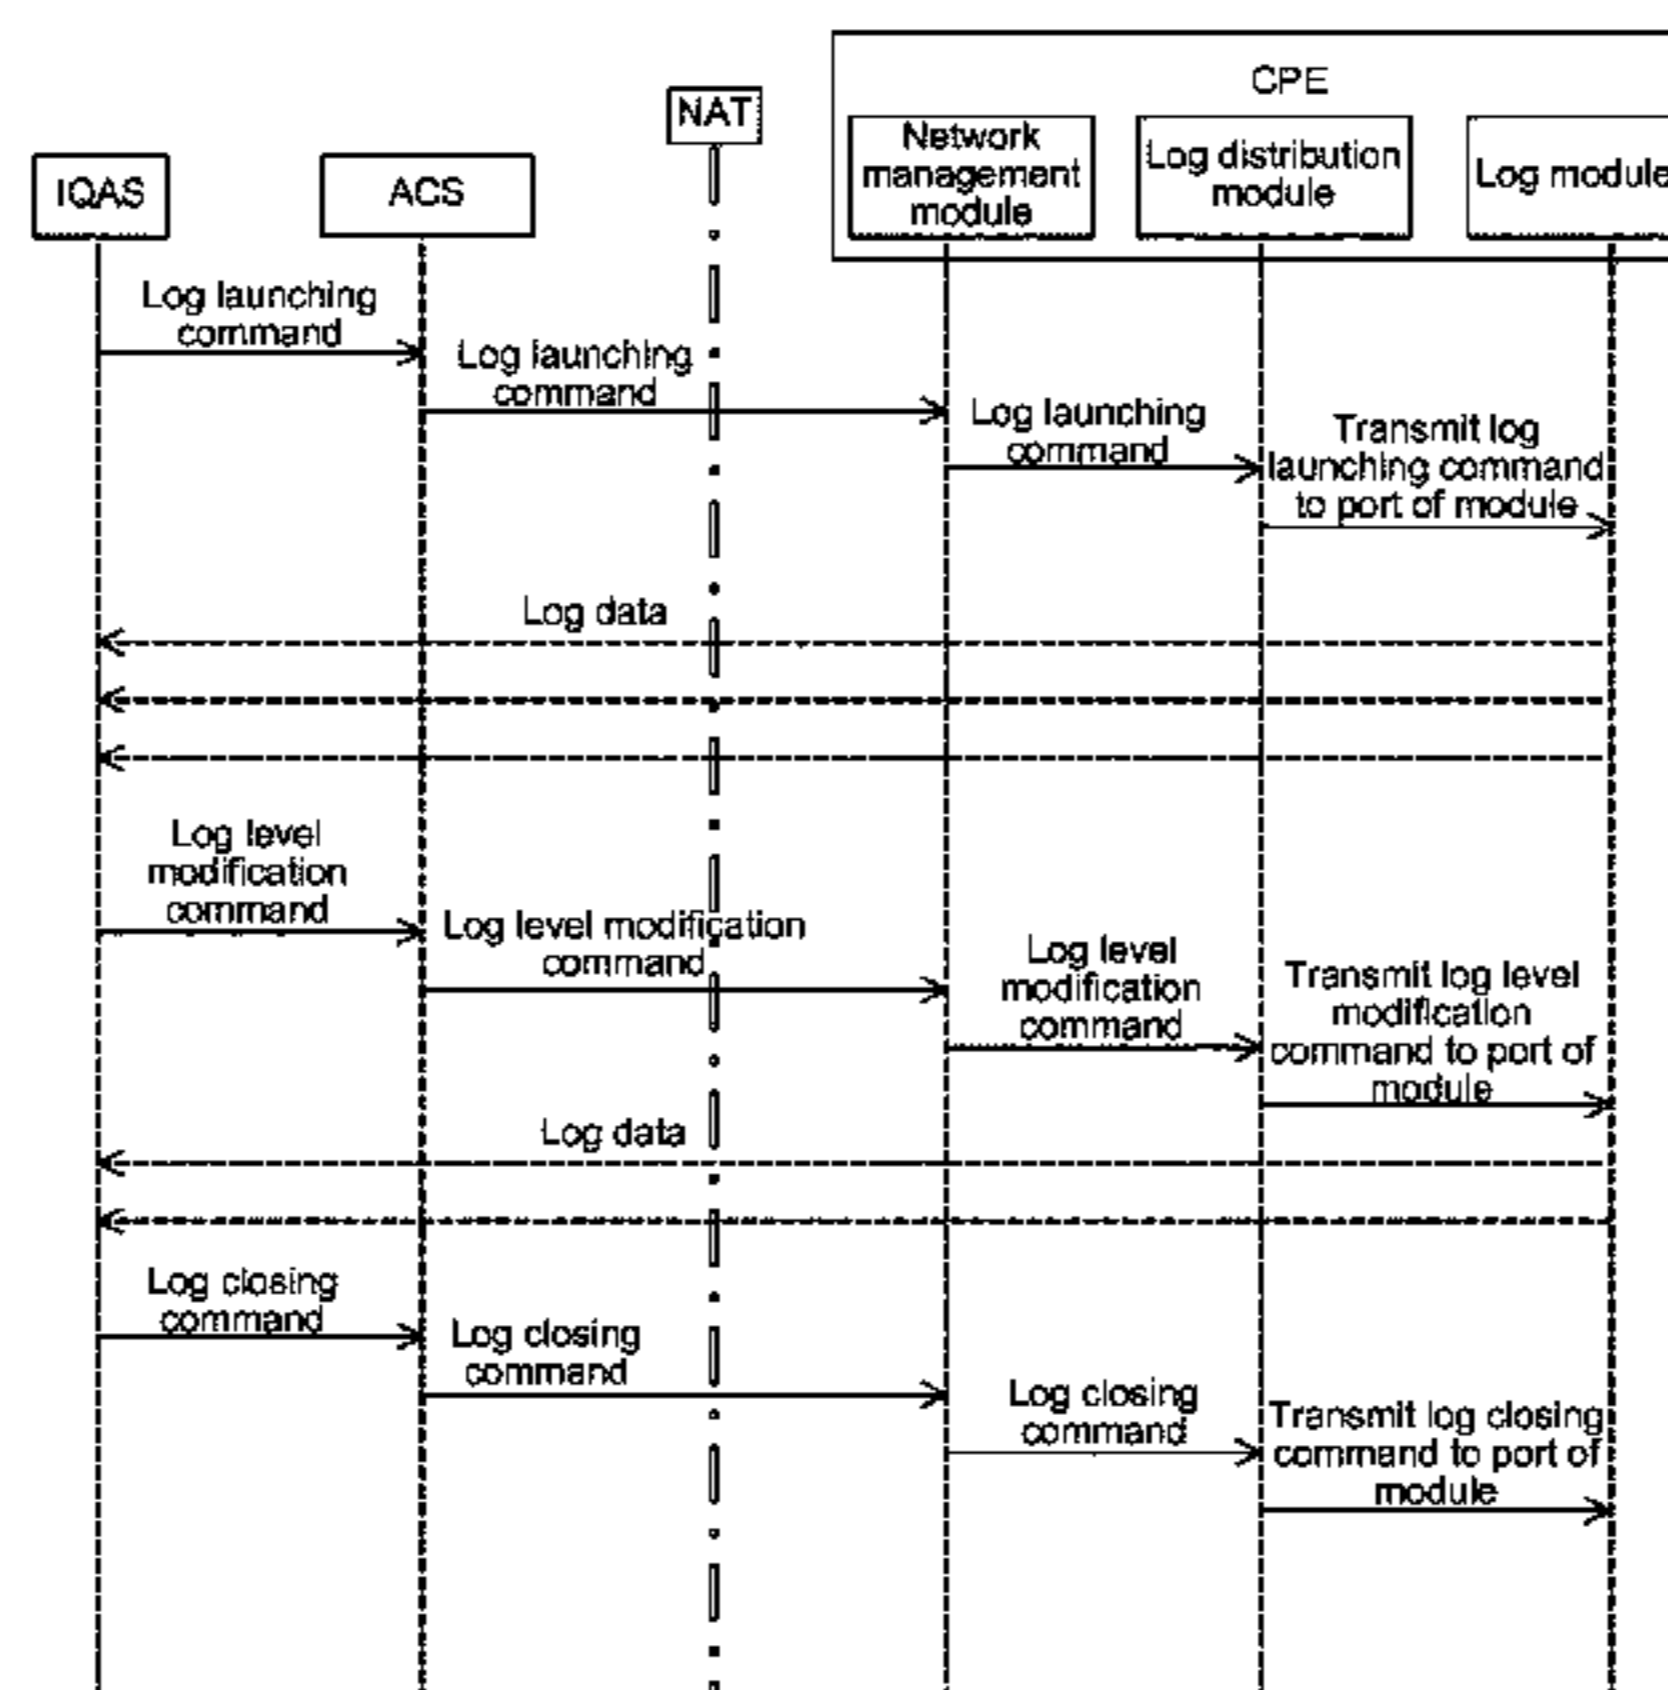 CPE
NAT
Network
management
module
Log distribution
module
Log module
IQAS
ACS
Log launching
command
Log launching
command
Log launching
command
Transmit log
launching command
to port of module
Log data
Log level
modification
command
Log level modification
command
Log level
modification
command
Transmit log level
modification
command to port of
module
Log data
Log closing
command
Log closing
command
Log closing
command
Transmit log closing
command to port of
module